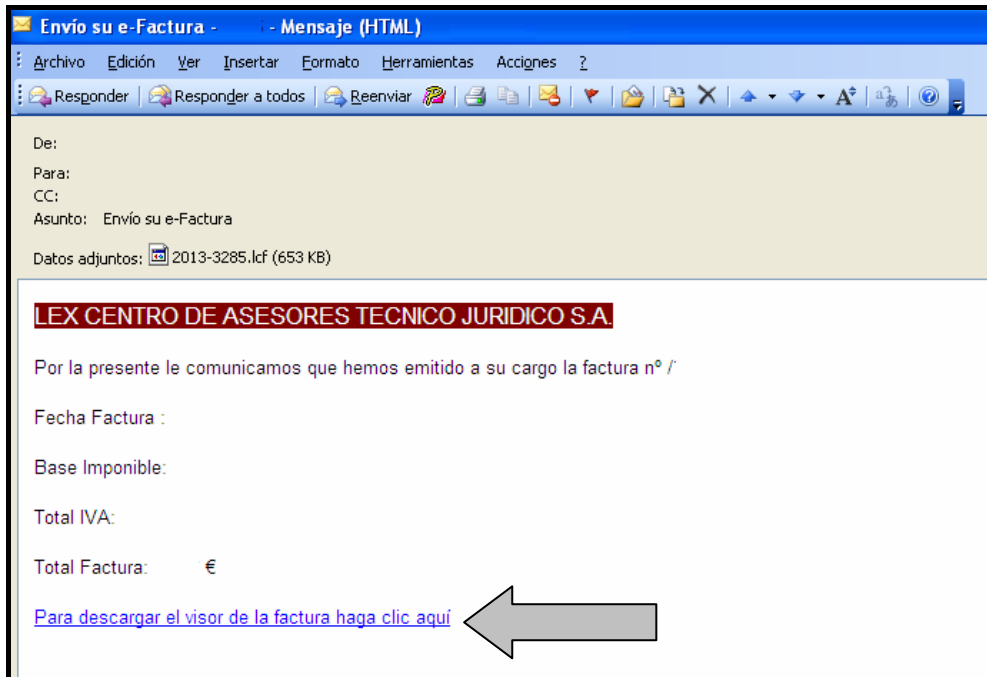 Envío su e-Factura - - Mensaje (HTML)
Archivo Edición Ver Insertar Formato Herramientas Acciones ?
Responder Responder a todos Reenviar
De:
Para:
CC:
Asunto: Envío su e-Factura
Datos adjuntos: 2013-3285.lcf (653 KB)
LEX CENTRO DE ASESORES TECNICO JURIDICO S.A.
Por la presente le comunicamos que hemos emitido a su cargo la factura nº /
Fecha Factura :
Base Imponible:
Total IVA:
Total Factura: €
Para descargar el visor de la factura haga clic aquí